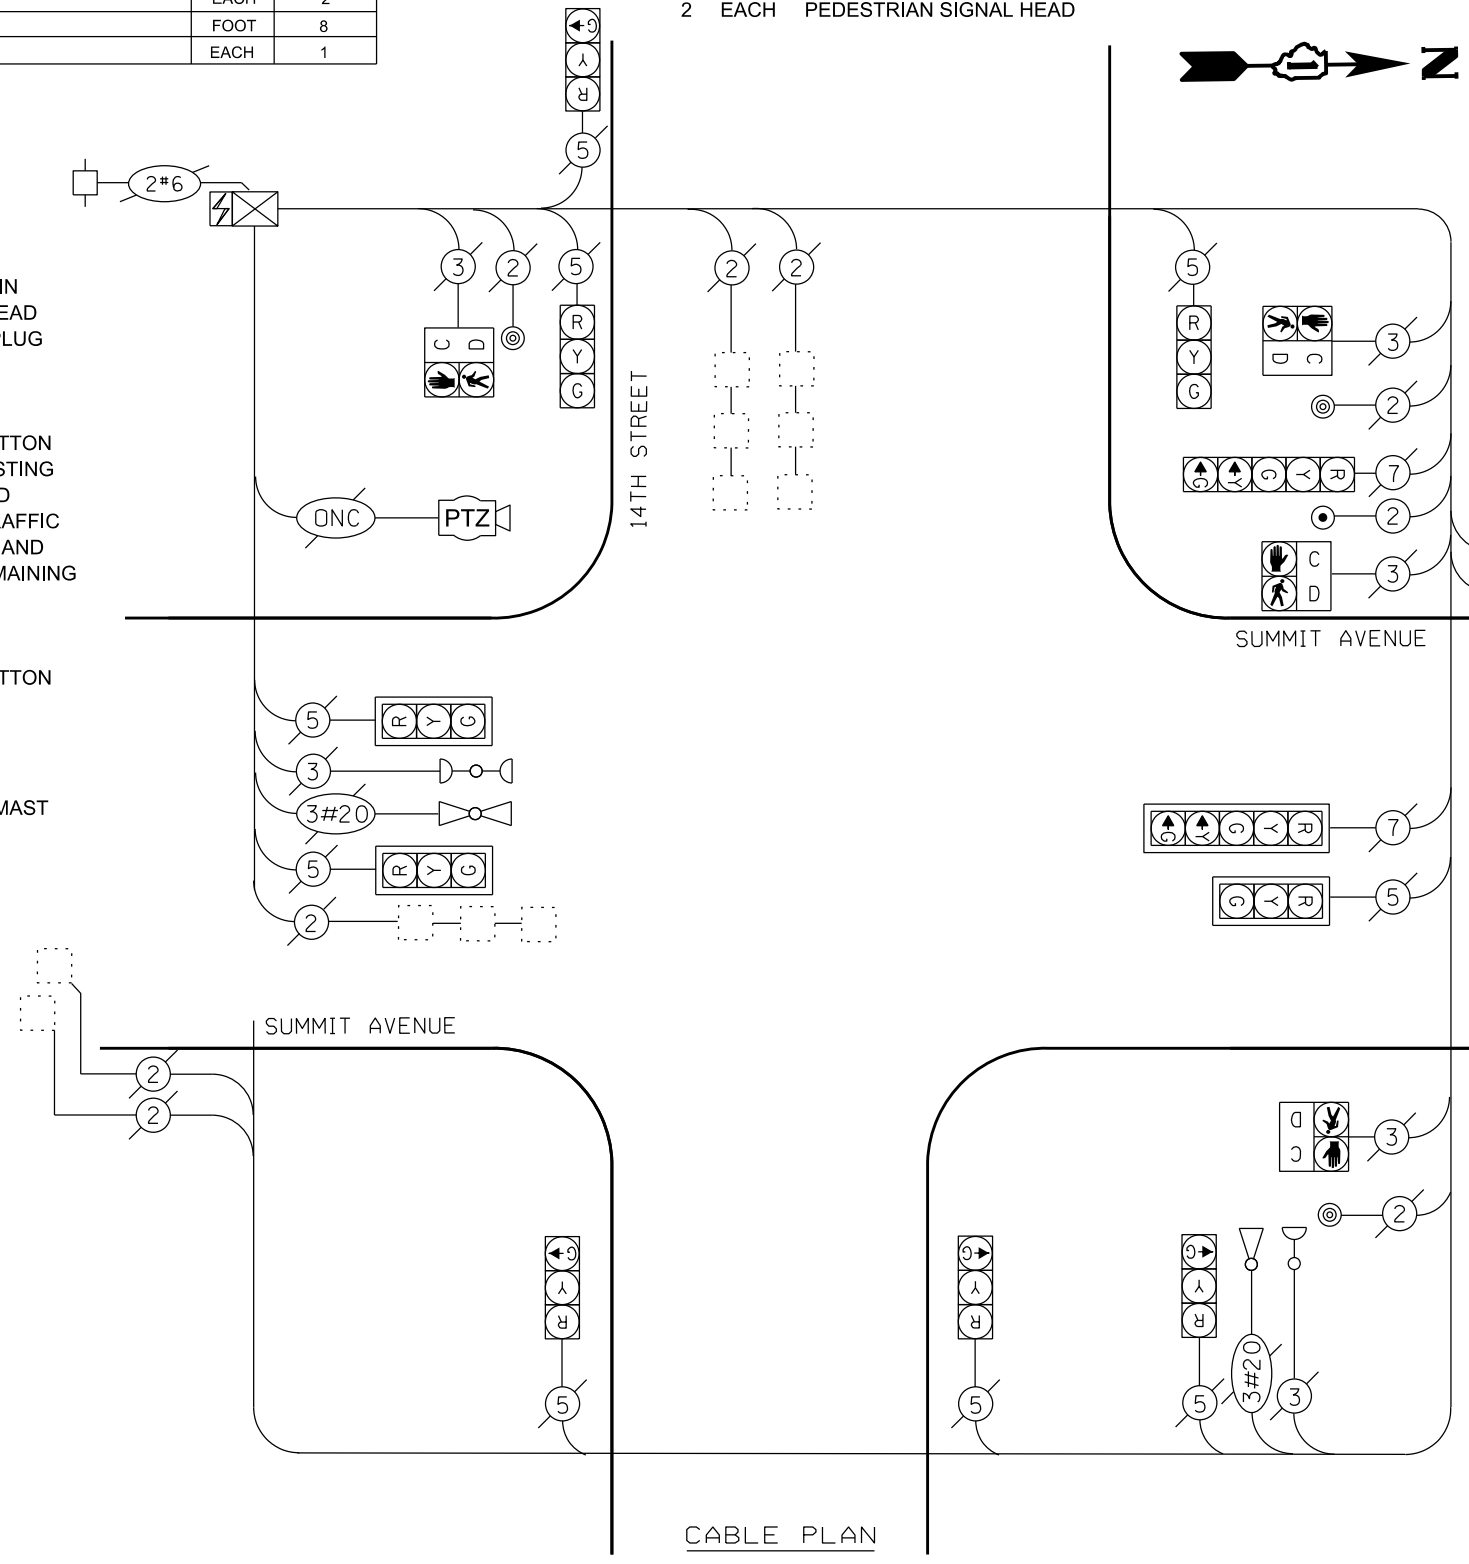 EACH 2
FOOT 8
EACH 1
2 EACH PEDESTRIAN SIGNAL HEAD
N
G
Y
R
5
2#6
IN
EAD
PLUG
3
2
5
2
2
5
C D
R
Y
G
R
Y
G
D C
3
2
TTON
STING
D
RAFFIC
AND
MAINING
14TH STREET
G Y G Y R
7
2
ONC
PTZ
C
D
3
SUMMIT AVENUE
TTON
5
R Y G
3
MAST
3#20
G Y G Y R
7
5
R Y G
G Y R
5
2
SUMMIT AVENUE
2
2
D
C
3
2
G
Y
R
5
G
Y
R
5
G
Y
R
5
3#20
3
CABLE PLAN